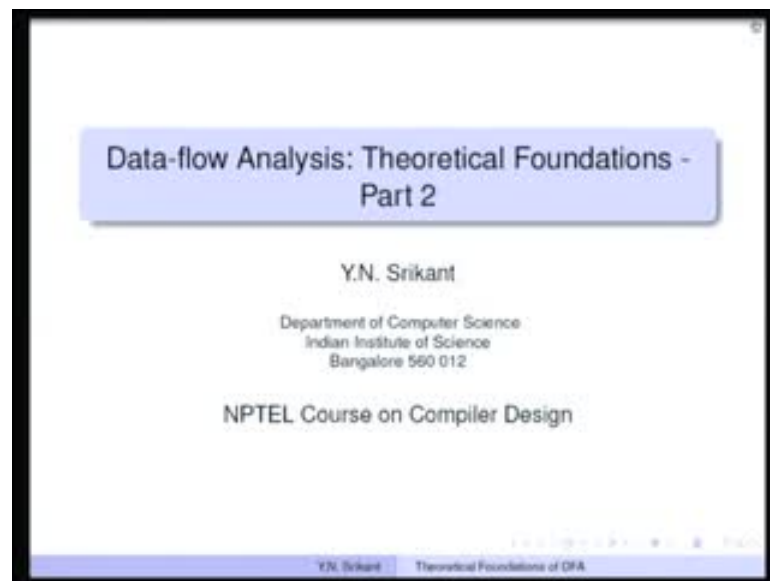 Data-flow Analysis: Theoretical Foundations -
Part 2
Y.N. Srikant
Department of Computer Science
Indian Institute of Science
Bangalore 560 012
NPTEL Course on Compiler Design
Y.N. Srikant Theoretical Foundations of DFA